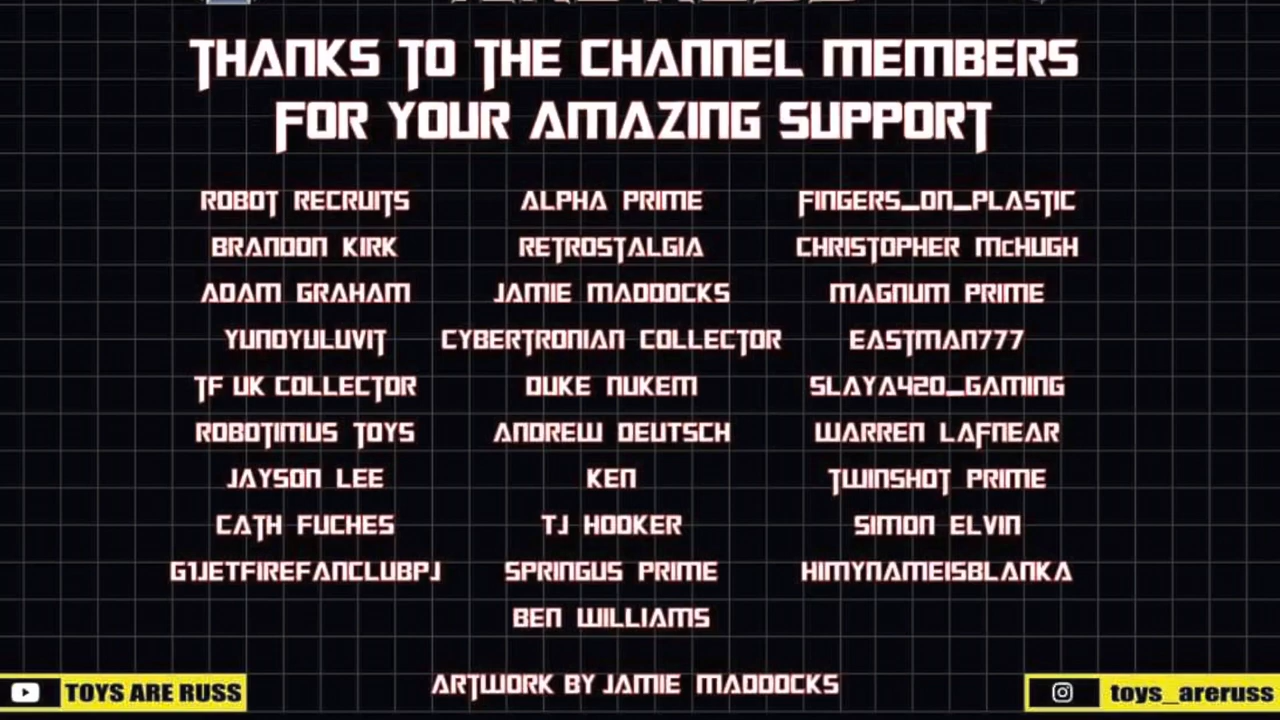 THANKS TO THE CHANNEL MEMBERS
FOR YOUR AMAZING SUPPORT
ROBOT RECRUITS ALPHA PRIME FINGERS_ON_PLASTIC
BRANDON KIRK RETROSTALGIA CHRISTOPHER McHUGH
ADAM GRAHAM JAMIE MADDOCKS MAGNUM PRIME
YUNOYULUVIT CYBERTRONIAN COLLECTOR EASTMAN777
TF UK COLLECTOR DUKE NUKEM SLAYA420_GAMING
ROBOTIMUS TOYS ANDREW DEUTSCH WARREN LAFNEAR
JAYSON LEE KEN TWINSHOT PRIME
CATH FUCHES TJ HOOKER SIMON ELVIN
G1JETFIREFANCLUBPJ SPRINGUS PRIME HIMYNAMEISBLANKA
BEN WILLIAMS
ARTWORK BY JAMIE MADDOCKS
TOYS ARE RUSS
toys_areruss